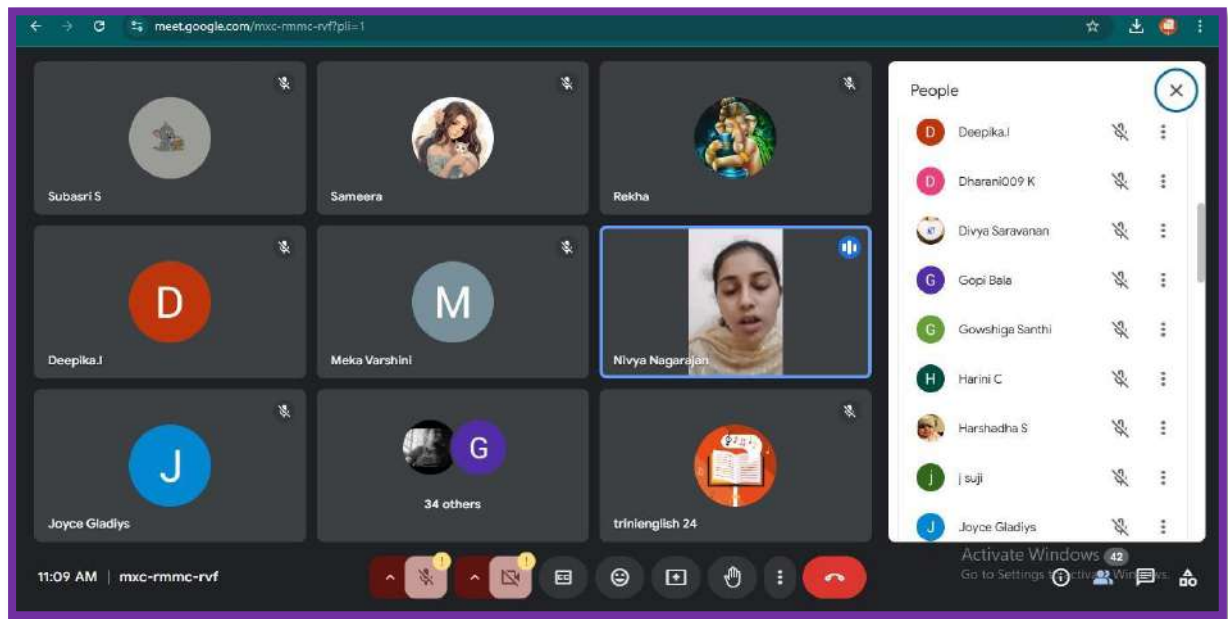 meet.google.com/mxc-rmmc-rvf?pli=1
Subasri S
Sameera
Rekha
D
Deepika.I
M
Meka Varshini
Nivya Nagarajan
J
Joyce Gladiys
G
34 others
trinienglish 24
People
D Deepika.I
D Dharani009 K
Divya Saravanan
G Gopi Bala
G Gowshiga Santhi
H Harini C
Harshadha S
j j suji
J Joyce Gladiys
Activate Windows
42
Go to Settings to activate Windows.
11:09 AM | mxc-rmmc-rvf
CC